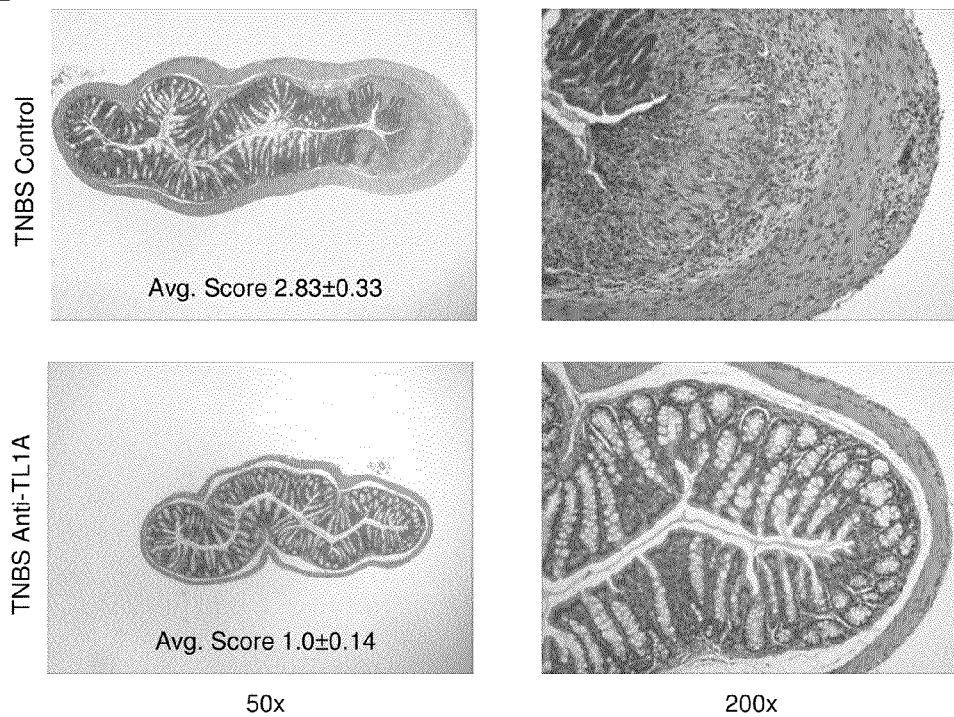 TNBS Control
Avg. Score 2.83±0.33
TNBS Anti-TL1A
Avg. Score 1.0±0.14
50x
200x